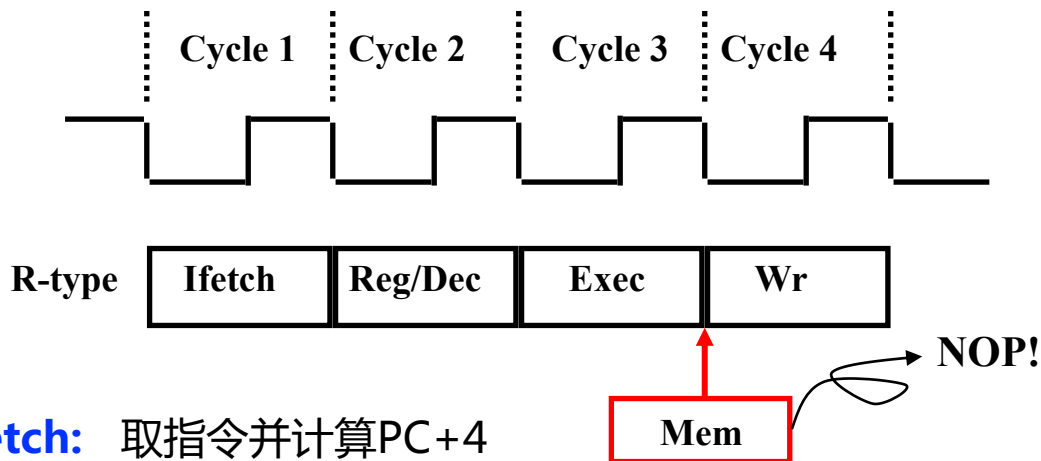 Cycle 1 Cycle 2 Cycle 3 Cycle 4
R-type Ifetch Reg/Dec Exec Wr
NOP!
etch: 取指令并计算PC+4
Mem